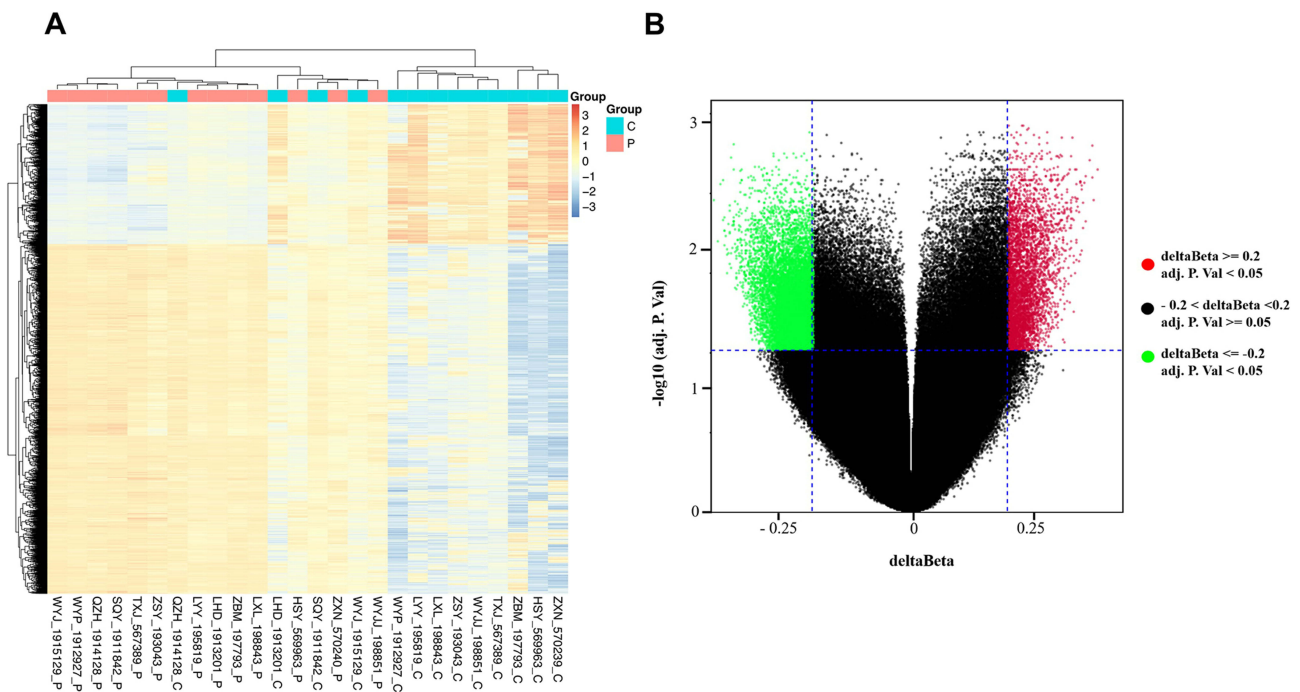 A
Group
3
2
1
0
−1
−2
−3
Group
C
P
WYJ_1915129_P
WYP_1912927_P
QZH_1914128_P
SQY_1911842_P
TXJ_567389_P
ZSY_193043_P
QZH_1914128_C
LYY_195819_P
LHD_1913201_P
ZBM_197793_P
LXL_198843_P
LHD_1913201_C
HSY_569963_P
SQY_1911842_C
ZXN_570240_P
WYJ_1915129_C
WYJJ_198851_P
WYP_1912927_C
LYY_195819_C
LXL_198843_C
ZSY_193043_C
WYJJ_198851_C
TXJ_567389_C
ZBM_197793_C
HSY_569963_C
ZXN_570239_C
B
3
2
1
0
-log10 (adj. P. Val)
- 0.25
0
0.25
deltaBeta
deltaBeta >= 0.2
adj. P. Val < 0.05
- 0.2 < deltaBeta <0.2
adj. P. Val >= 0.05
deltaBeta <= -0.2
adj. P. Val < 0.05